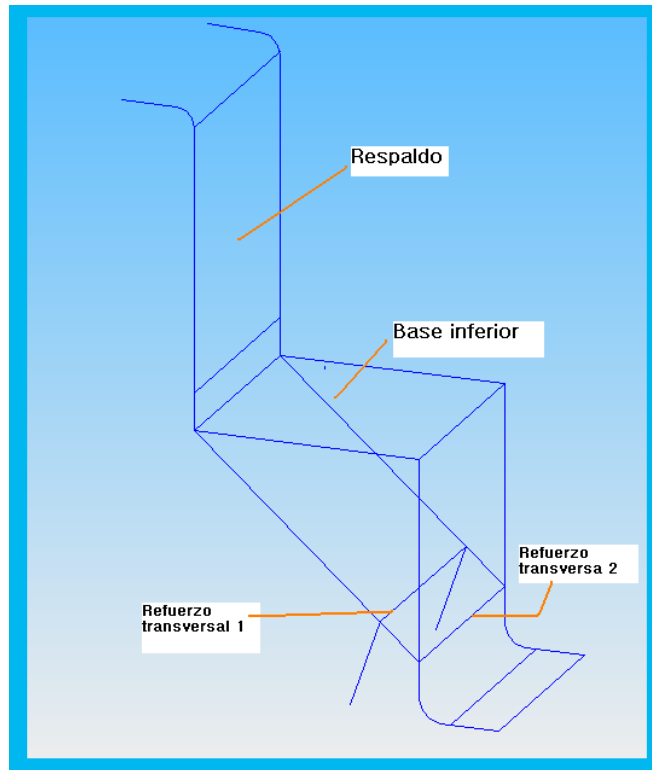 Respaldo
Base inferior
Refuerzo
transversa 2
Refuerzo
transversal 1